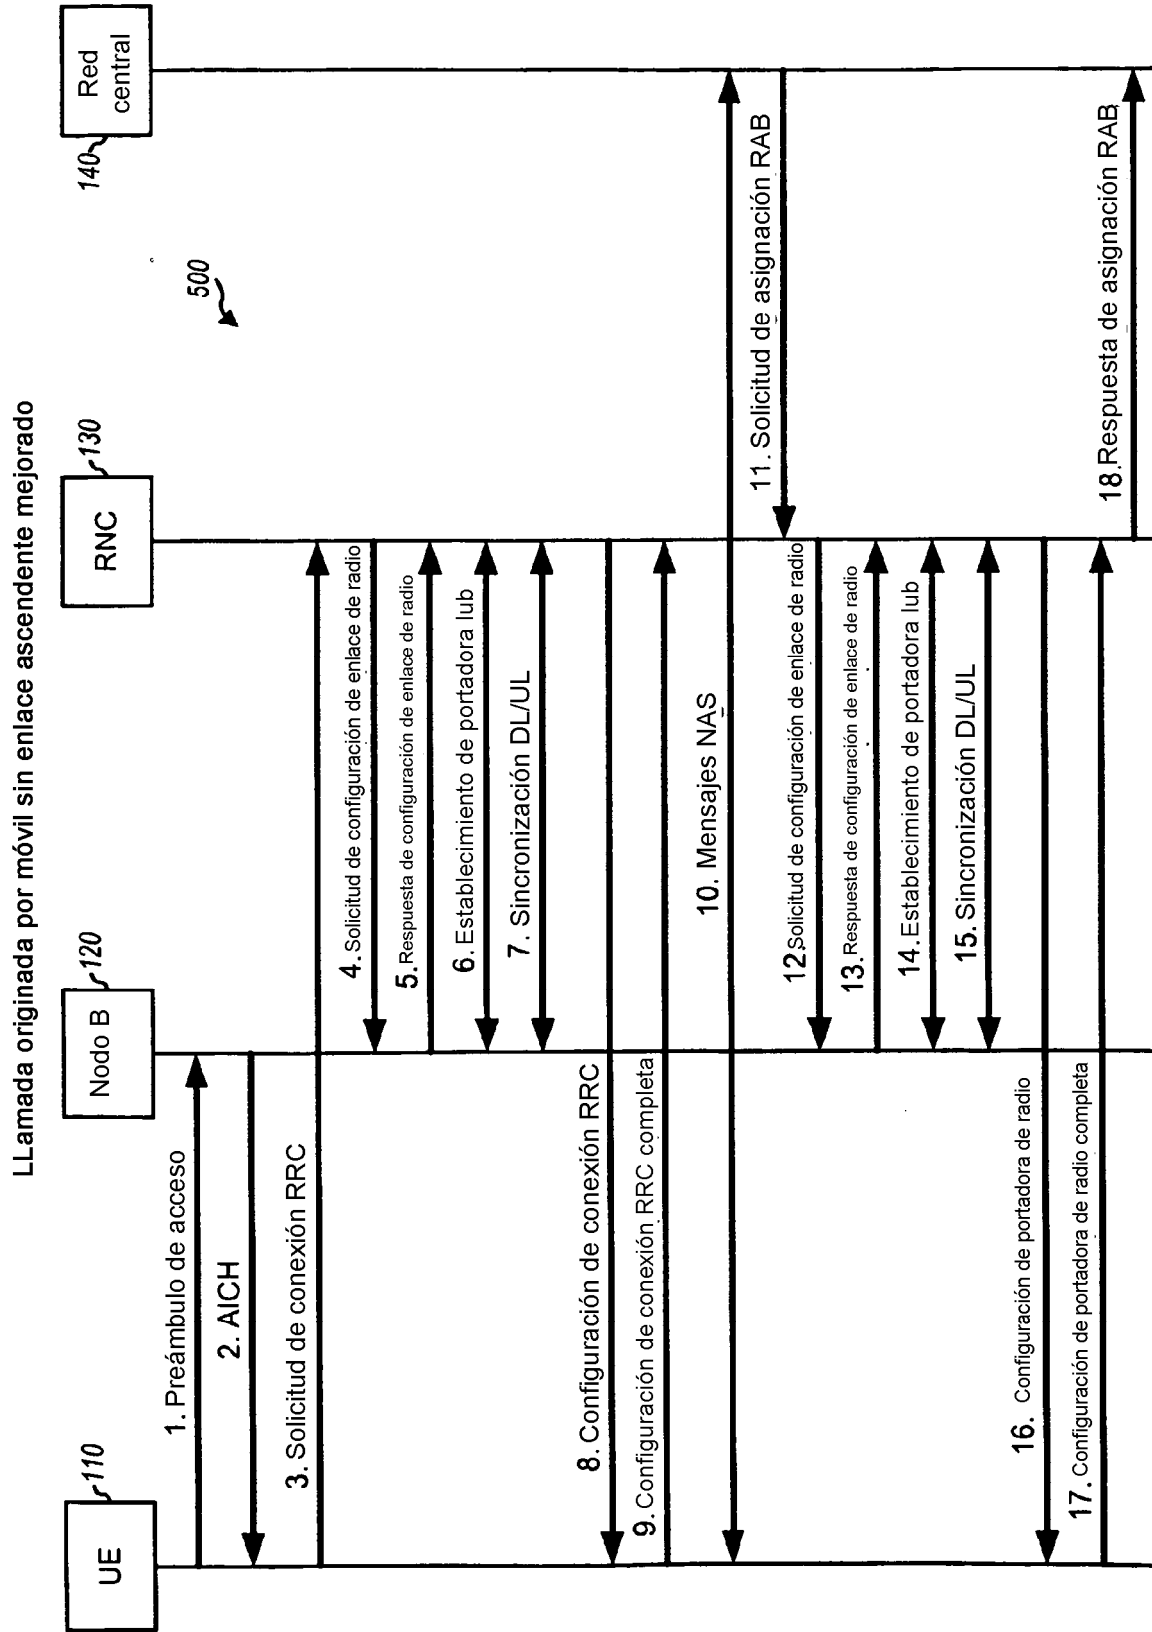 LLamada originada por móvil sin enlace ascendente mejorado
500
UE
110
Nodo B
120
RNC
130
Red
central
140
1. Preámbulo de acceso
2. AICH
3. Solicitud de conexión RRC
4. Solicitud de configuración de enlace de radio
5. Respuesta de configuración de enlace de radio
6. Establecimiento de portadora lub
7. Sincronización DL/UL
8. Configuración de conexión RRC
9. Configuración de conexión RRC completa
10. Mensajes NAS
11. Solicitud de asignación RAB
12. Solicitud de configuración de enlace de radio
13. Respuesta de configuración de enlace de radio
14. Establecimiento de portadora lub
15. Sincronización DL/UL
16. Configuración de portadora de radio
17. Configuración de portadora de radio completa
18. Respuesta de asignación RAB